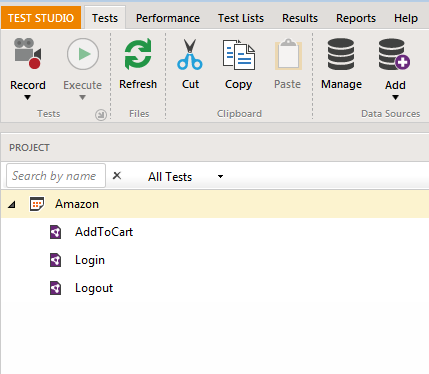 TEST STUDIO Tests Performance Test Lists Results Reports Help
Record Execute Refresh Cut Copy Paste Manage Add
Tests Files Clipboard Data Sources
PROJECT
Search by name All Tests
Amazon
AddToCart
Login
Logout